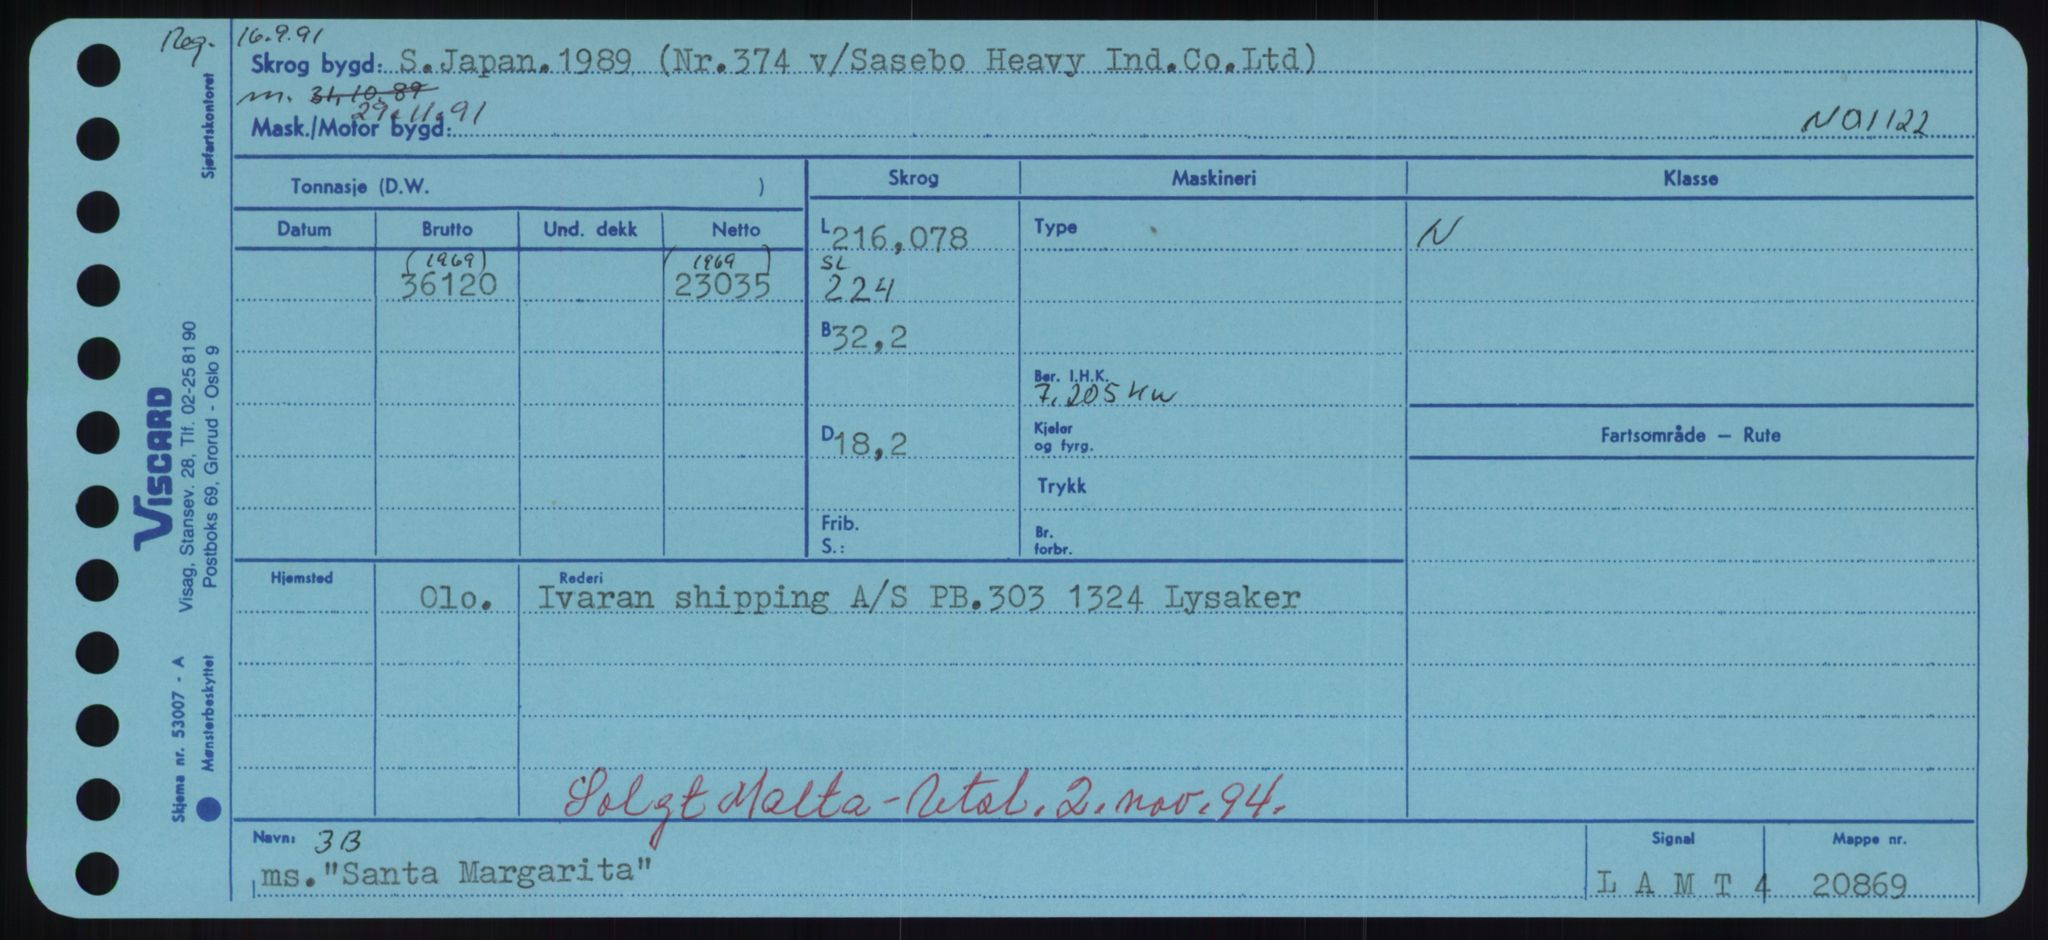 Reg. 16.9.91
Skrog bygd: S.Japan.1989 (Nr.374 v/Sasebo Heavy Ind.Co.Ltd)
m. 31.10.89
29.11.91
Mask./Motor bygd: N01122
Sjøfartskontoret
Tonnasje (D.W. )
Skrog Maskineri Klasse
Datum Brutto Und. dekk Netto
L 216,078 Type N
(1969) (1969)
36120 23035
SL
224
B 32,2
Ber. I.H.K.
7.205 kw
D 18,2
Kjeler
og fyrg.
Fartsområde — Rute
Trykk
Frib.
S.:
Br.
forbr.
Hjemsted Rederi
Olo. Ivaran shipping A/S PB.303 1324 Lysaker
Solgt Malta - 2. nov. 94.
Navn: 3B
ms. "Santa Margarita"
Signal Mappe nr.
L A M T 4 20869
VISCARD
Visag, Stansev. 28, Tlf. 02-25 81 90
Postboks 69, Grorud - Oslo 9
Skjema nr. 53007 - A
Mønsterbeskyttet